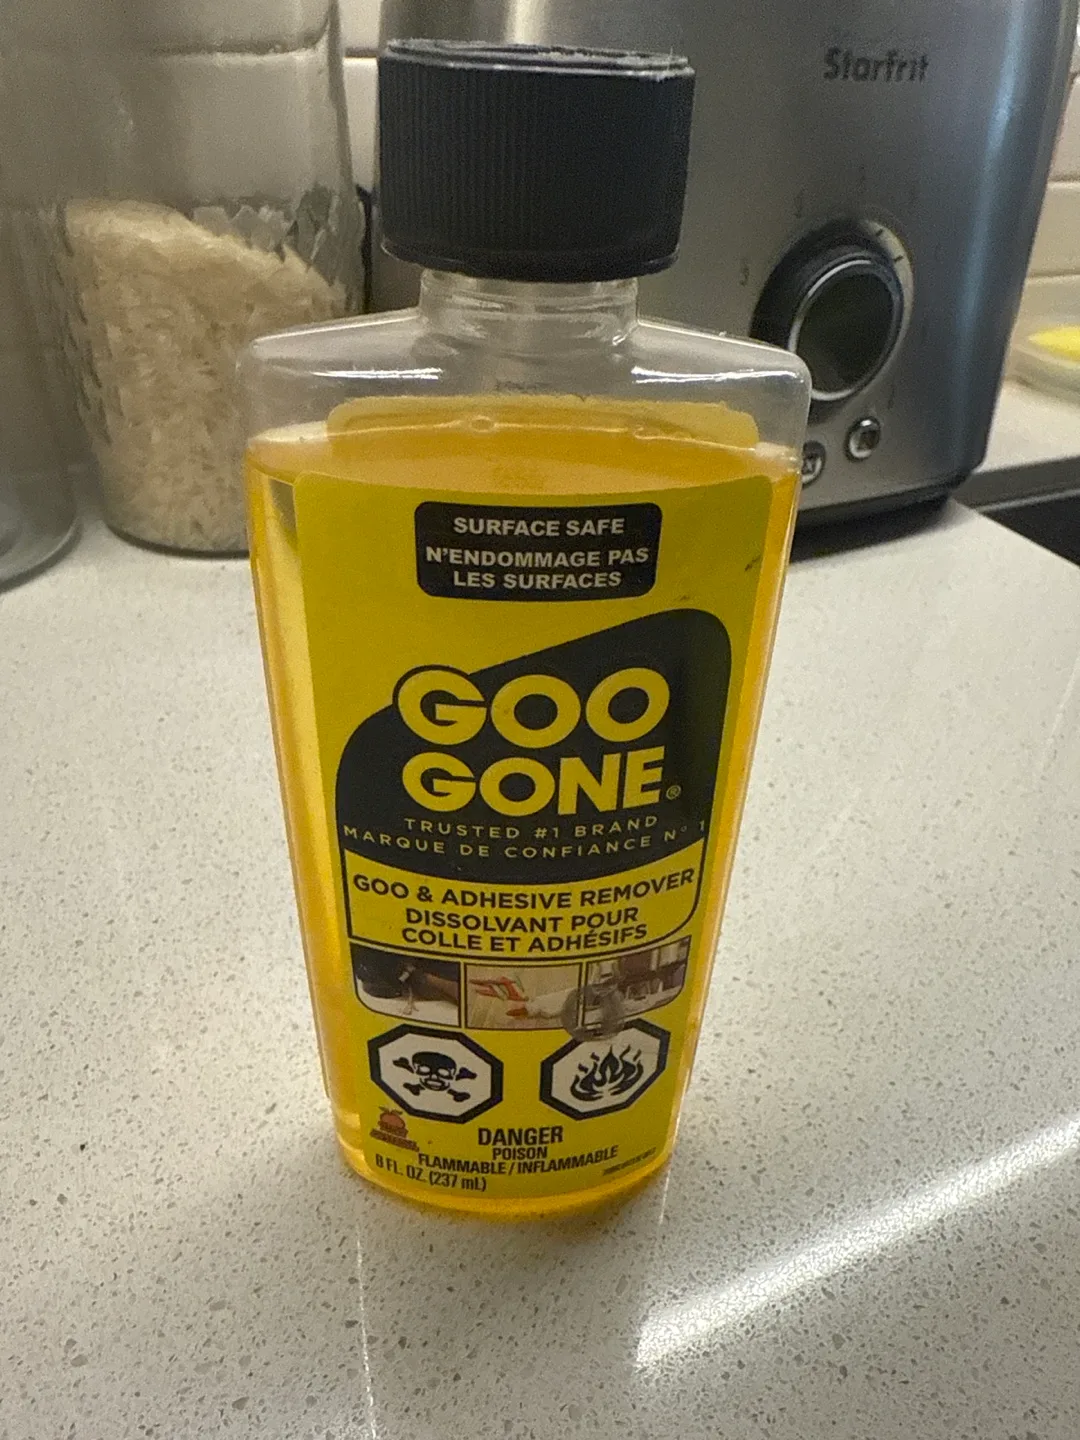 Starfrit
SURFACE SAFE
N'ENDOMMAGE PAS
LES SURFACES
GOO
GONE®
TRUSTED #1 BRAND
MARQUE DE CONFIANCE N° 1
GOO & ADHESIVE REMOVER
DISSOLVANT POUR
COLLE ET ADHÉSIFS
DANGER
POISON
FLAMMABLE / INFLAMMABLE
8 FL. OZ. (237 mL)